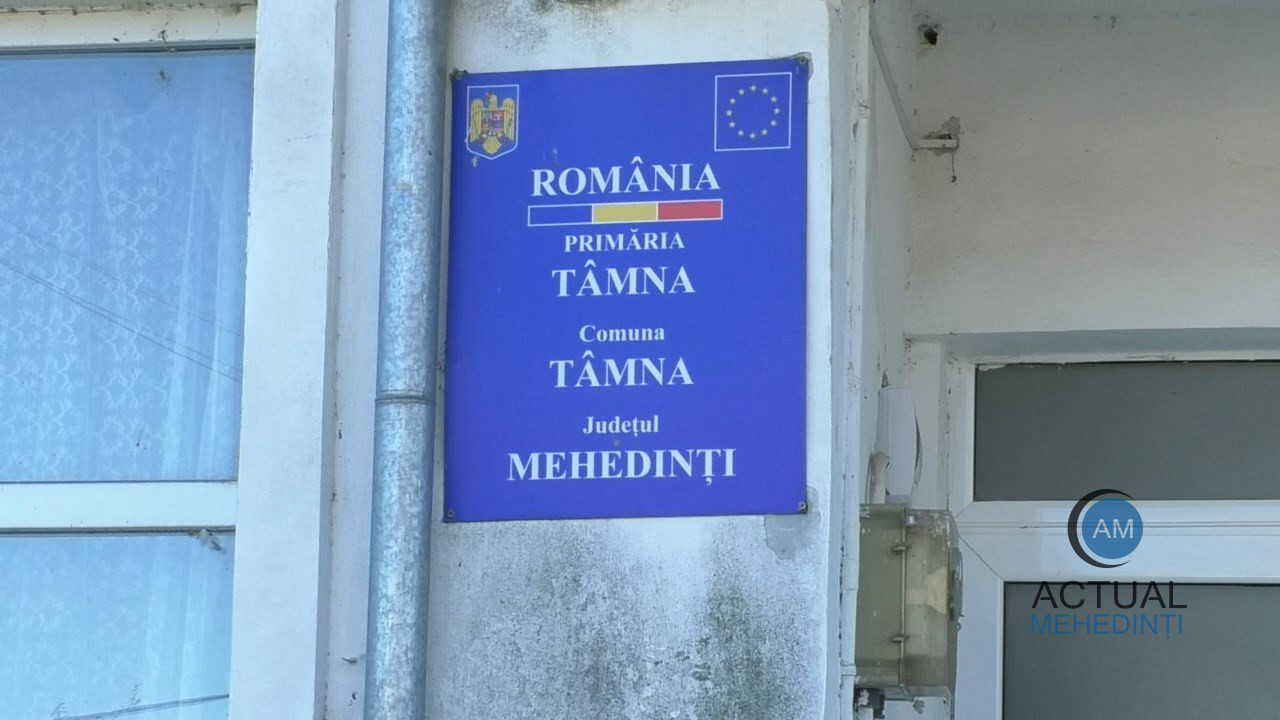 ROMÂNIA
PRIMĂRIA
TÂMNA
Comuna
TÂMNA
Județul
MEHEDINȚI
AM
ACTUAL
MEHEDINȚI